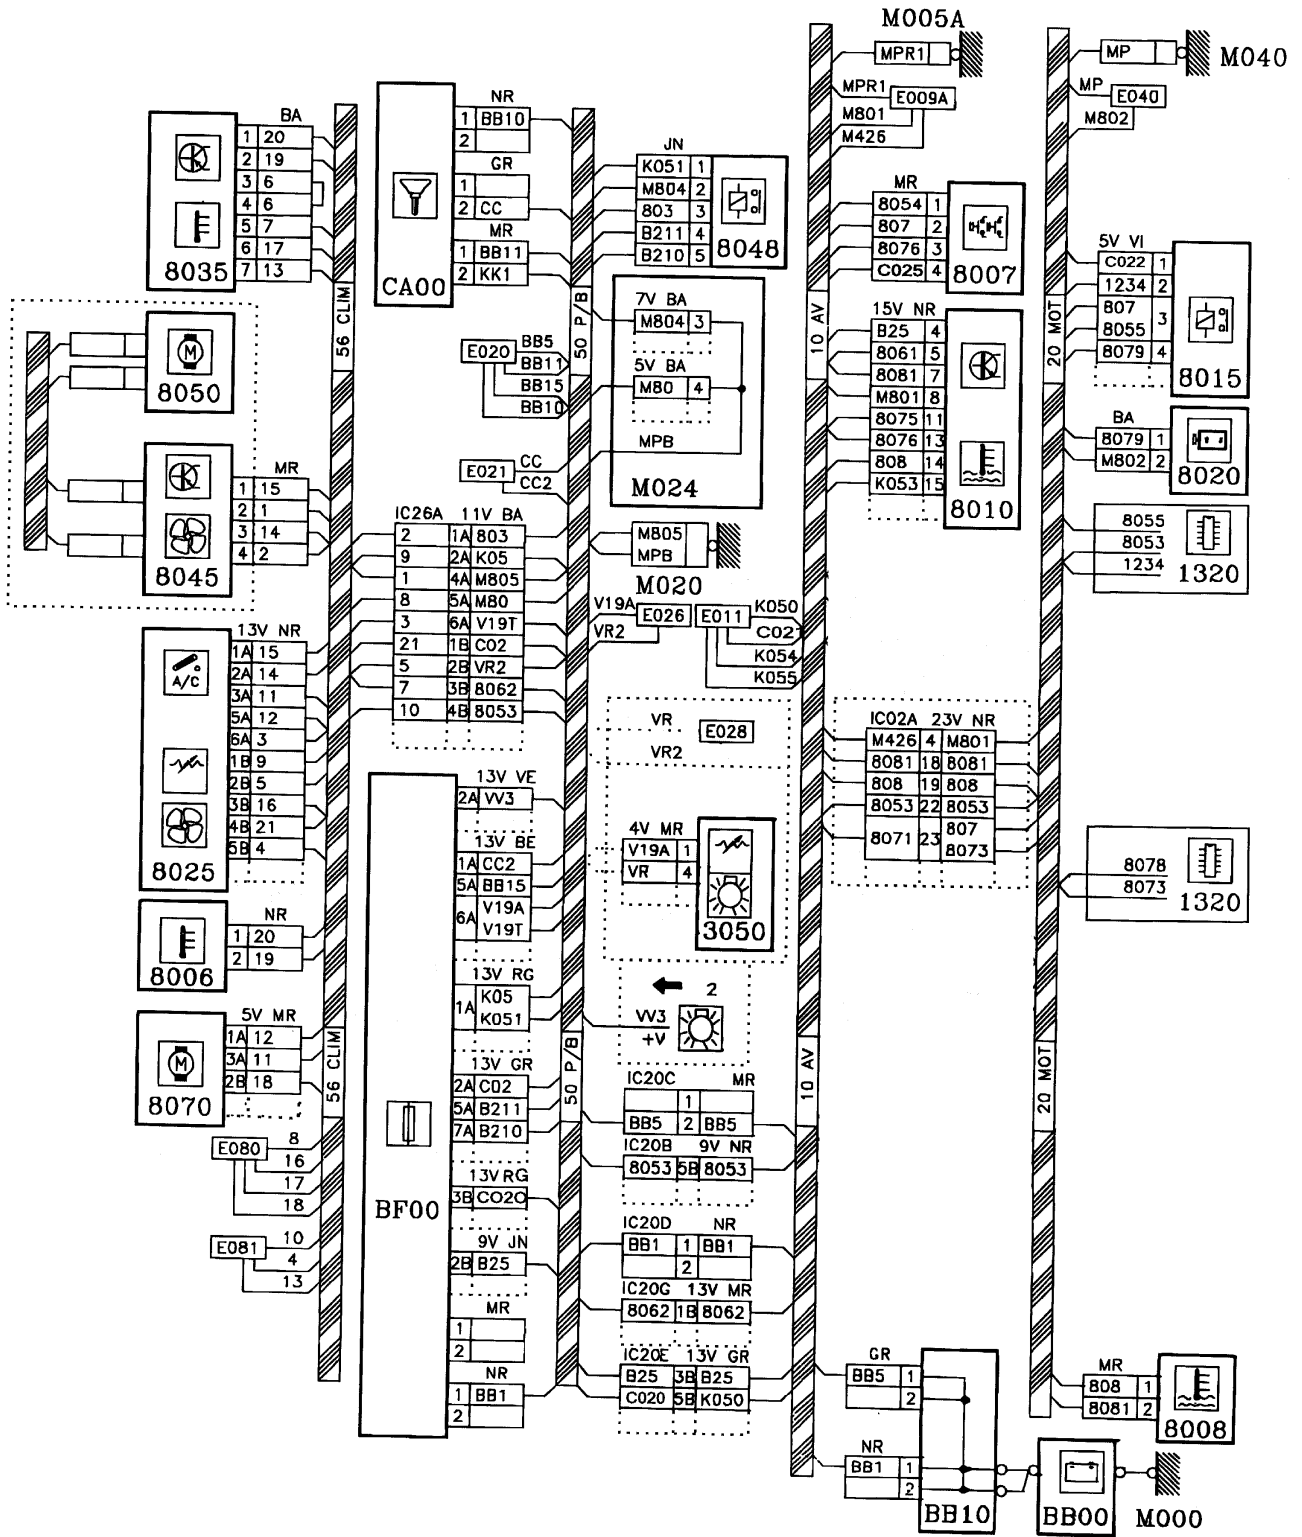 M005A
MPR1
MP
M040
MPR1
E009A
M801
M426
MP
E040
M802
BA
1 20
2 19
3 6
4 6
5 7
6 17
7 13
8035
NR
1 BB10
2
GR
1
2 CC
MR
1 BB11
2 KK1
CA00
JN
K051 1
M804 2
803 3
B211 4
B210 5
8048
MR
8054 1
807 2
8076 3
C025 4
8007
5V VI
C022 1
1234 2
807
8055
3
8079 4
8015
56 CLIM
50 P/B
10 AV
20 MOT
M
8050
E020
BB5
BB11
BB15
BB10
7V BA
M804 3
5V BA
M80 4
MPB
M024
15V NR
B25 4
8061 5
8081 7
M801 8
8075 11
8076 13
808 14
K053 15
8010
BA
8079 1
M802 2
8020
MR
1 15
2 1
3 14
4 2
8045
E021
CC
CC2
IC26A 11V BA
2 1A 803
9 2A K05
1 4A M805
8 5A M80
3 6A V19T
21 1B C02
5 2B VR2
7 3B 8062
10 4B 8053
M805
MPB
M020
8055
8053
1234
1320
V19A
E026
VR2
E011
K050
C021
K054
K055
13V NR
1A 15
2A 14
3A 11
5A 12
6A 3
1B 9
2B 5
3B 16
4B 21
5B 4
A/C
8025
VR
E028
VR2
4V MR
V19A 1
VR 4
3050
IC02A 23V NR
M426 4 M801
8081 18 8081
808 19 808
8053 22 8053
8071 23 807
8073
8078
8073
1320
13V VE
2A VV3
13V BE
1A CC2
5A BB15
6A V19A
V19T
13V RG
1A K05
K051
13V GR
2A C02
5A B211
7A B210
13V RG
3B CO2O
9V JN
2B B25
MR
1
2
NR
1 BB1
2
BF00
NR
1 20
2 19
8006
5V MR
1A 12
3A 11
2B 18
M
8070
E080
8
16
17
18
E081
10
4
13
56 CLIM
50 P/B
10 AV
20 MOT
2
VV3
+V
IC20C MR
1
BB5 2 BB5
IC20B 9V NR
8053 5B 8053
IC20D NR
BB1 1 BB1
2
IC20G 13V MR
8062 1B 8062
IC20E 13V GR
B25 3B B25
C020 5B K050
GR
BB5 1
2
NR
BB1 1
2
BB10
BB00
M000
MR
808 1
8081 2
8008